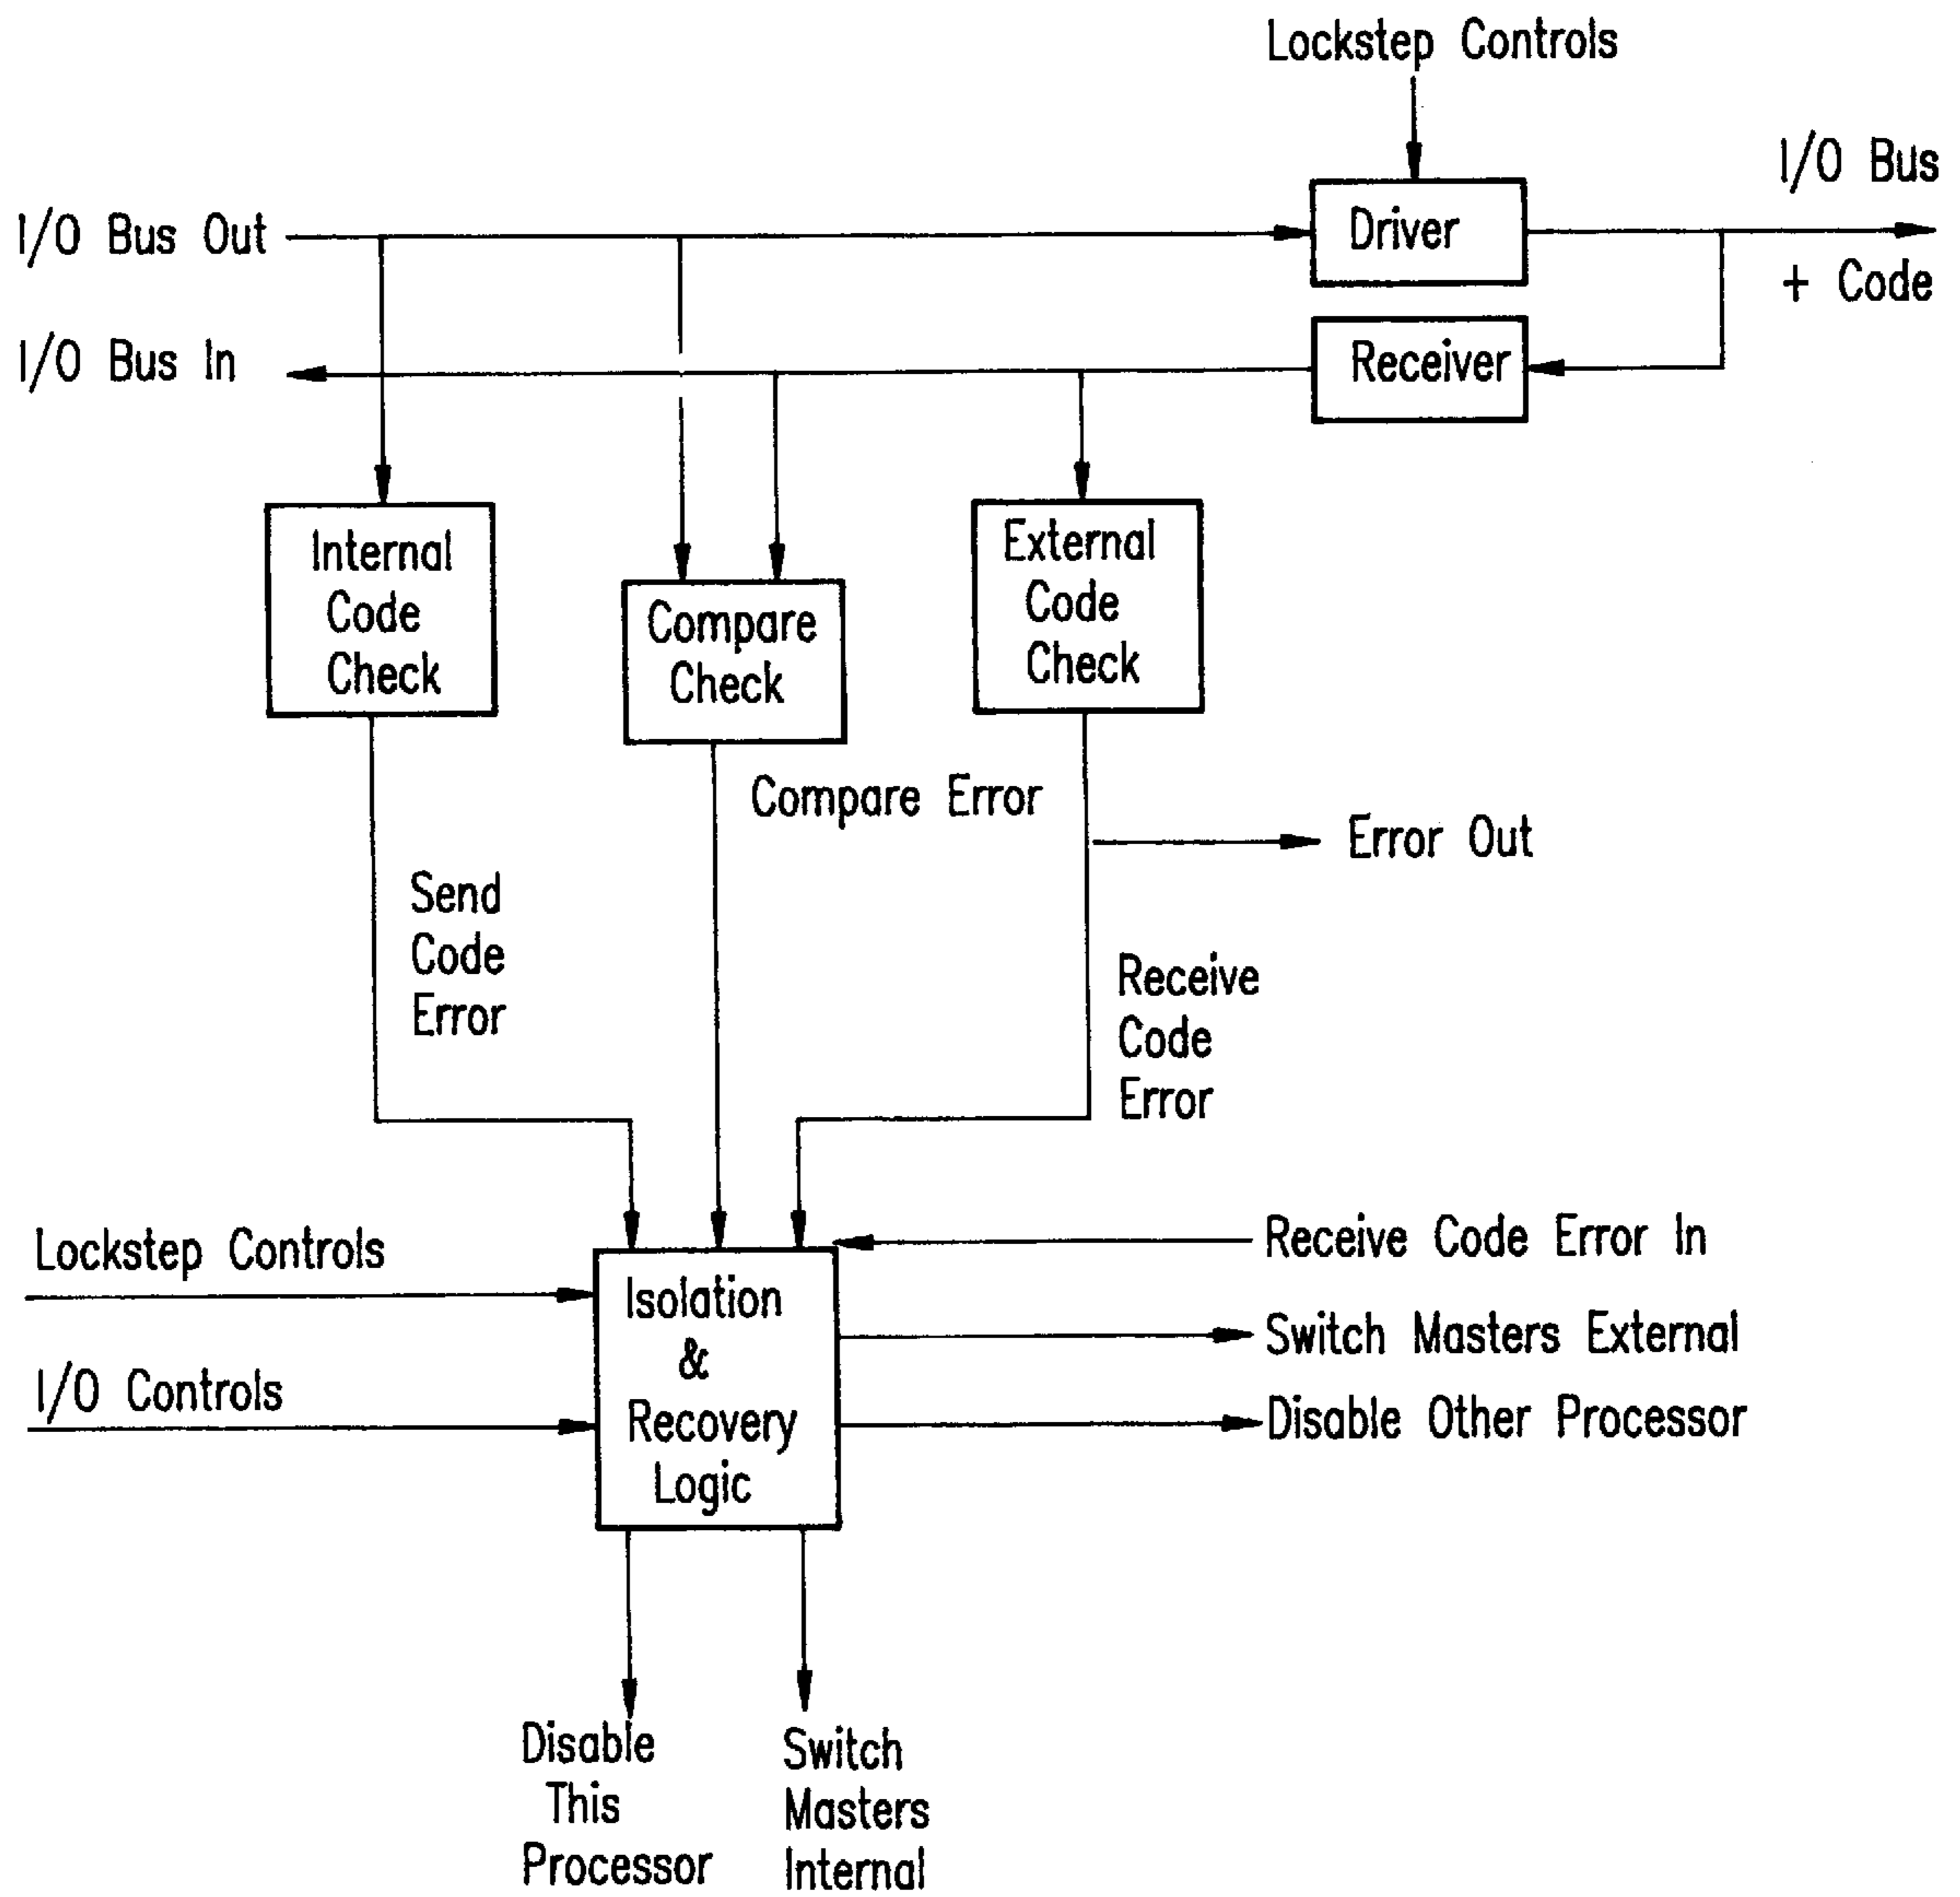 Lockstep Controls
I/O Bus
I/O Bus Out
Driver
+ Code
I/O Bus In
Receiver
Internal
Code
Check
Compare
Check
External
Code
Check
Compare Error
Error Out
Send
Code
Error
Receive
Code
Error
Lockstep Controls
Receive Code Error In
Isolation
&
Recovery
Logic
Switch Masters External
I/O Controls
Disable Other Processor
Disable
This
Processor
Switch
Masters
Internal